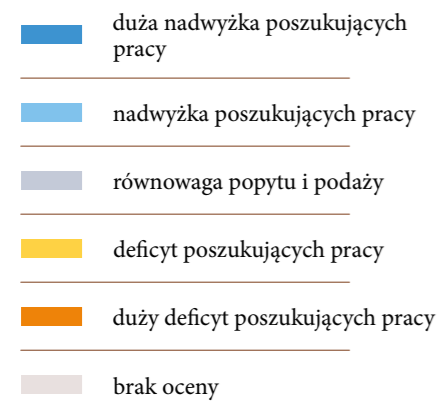 duża nadwyżka poszukujących
pracy
nadwyżka poszukujących pracy
równowaga popytu i podaży
deficyt poszukujących pracy
duży deficyt poszukujących pracy
brak oceny